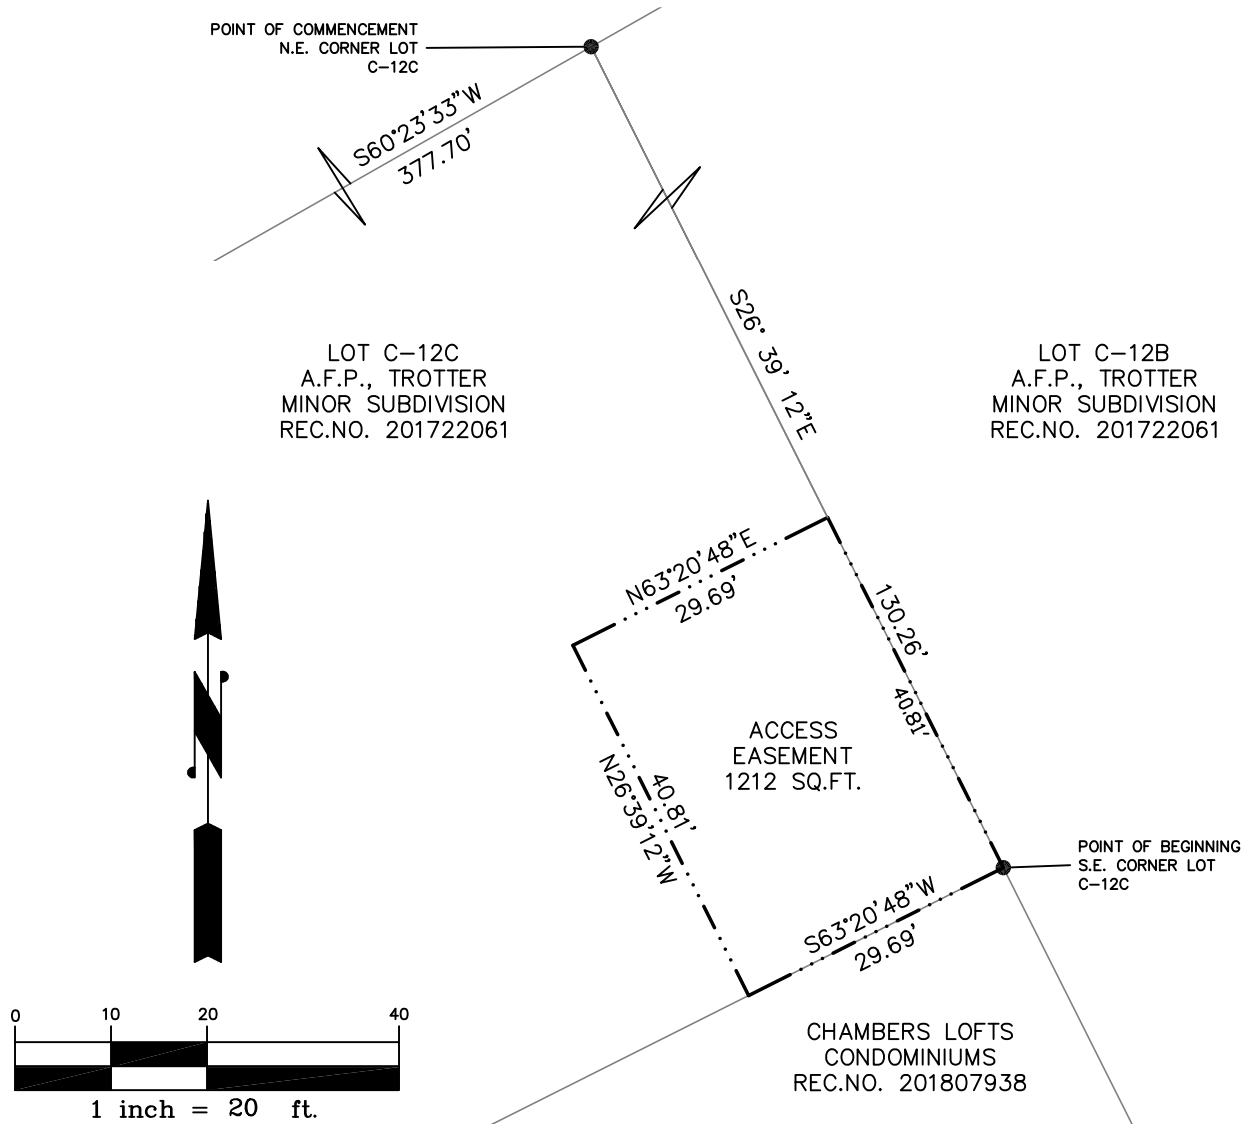 POINT OF COMMENCEMENT
N.E. CORNER LOT
C-12C
S60°23'33"W
377.70'
S26° 39' 12"E
LOT C-12C
A.F.P., TROTTER
MINOR SUBDIVISION
REC.NO. 201722061
LOT C-12B
A.F.P., TROTTER
MINOR SUBDIVISION
REC.NO. 201722061
N63°20'48"E
29.69'
130.26'
40.81'
ACCESS
EASEMENT
1212 SQ.FT.
40.81'
N26°39'12"W
POINT OF BEGINNING
S.E. CORNER LOT
C-12C
S63°20'48"W
29.69'
N
0 10 20 40
1 inch = 20 ft.
CHAMBERS LOFTS
CONDOMINIUMS
REC.NO. 201807938